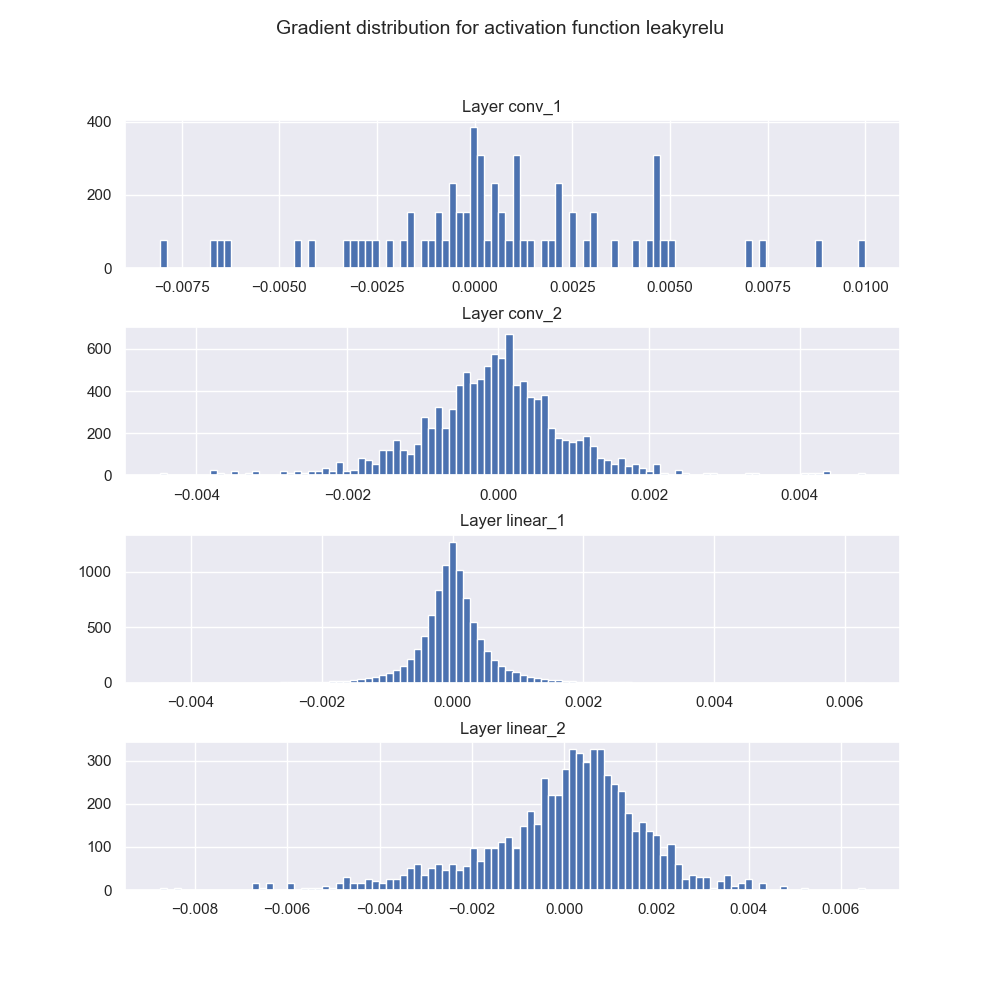 Gradient distribution for activation function leakyrelu
Layer conv_1
400
200
0
−0.0075 −0.0050 −0.0025 0.0000 0.0025 0.0050 0.0075 0.0100
Layer conv_2
600
400
200
0
−0.004 −0.002 0.000 0.002 0.004
Layer linear_1
1000
500
0
−0.004 −0.002 0.000 0.002 0.004 0.006
Layer linear_2
300
200
100
0
−0.008 −0.006 −0.004 −0.002 0.000 0.002 0.004 0.006